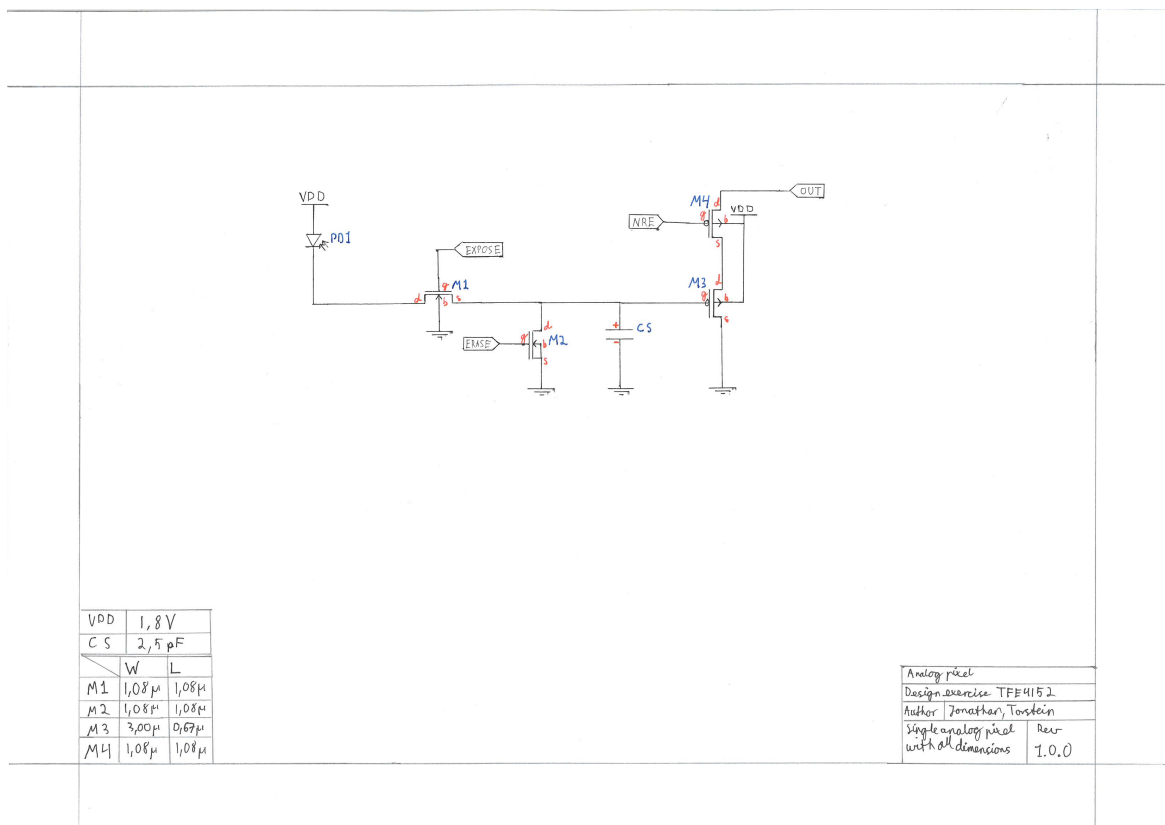 VDD
PD1
EXPOSE
d g M1 b s
ERASE
g d M2 b s
+ CS -
NRE
M4 d g b s
OUT
VDD
M3 d g b s
VDD 1,8V
CS 2,5 pF
W L
M1 1,08μ 1,08μ
M2 1,08μ 1,08μ
M3 3,00μ 0,67μ
M4 1,08μ 1,08μ
Analog pixel
Design exercise TFE4152
Author Jonathan, Torstein
Single analog pixel
with all dimensions
Rev
1.0.0